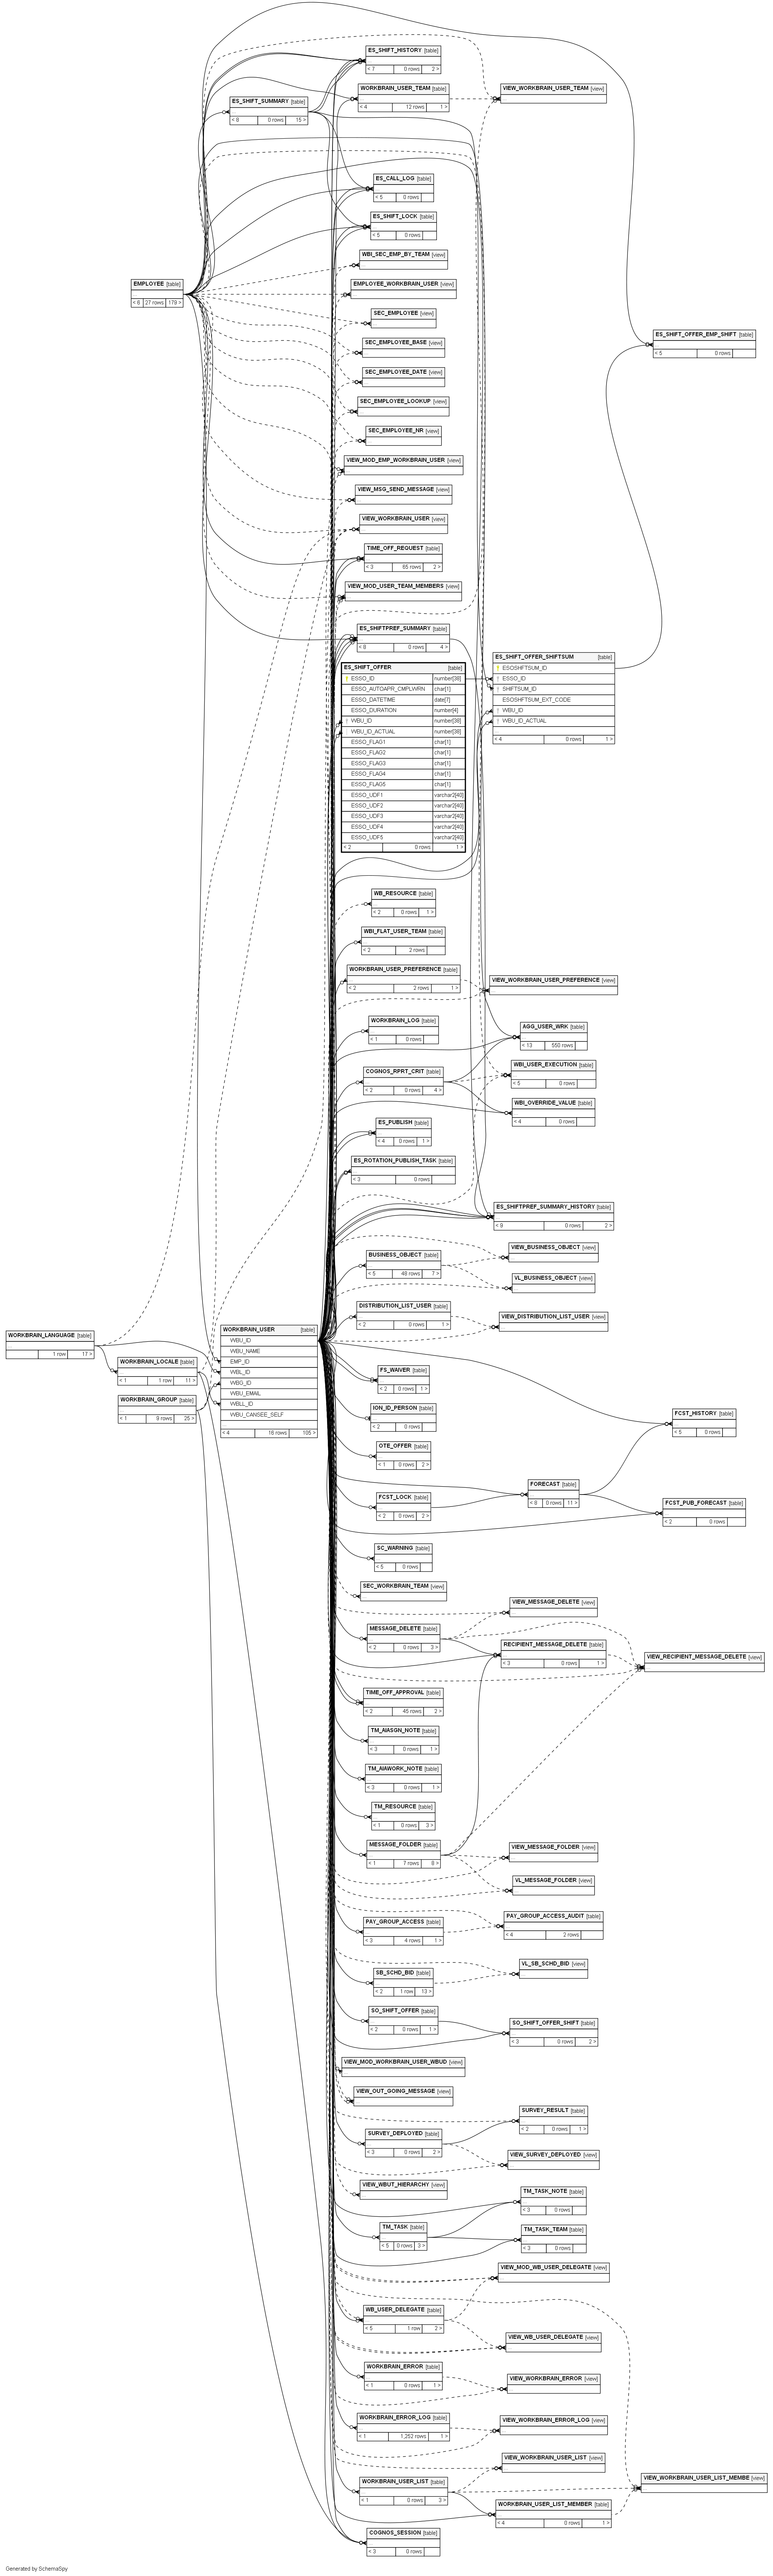 ES_SHIFT_HISTORY [table]
< 7 0 rows 2 >
WORKBRAIN_USER_TEAM [table]
< 4 12 rows 1 >
VIEW_WORKBRAIN_USER_TEAM [view]
ES_SHIFT_SUMMARY [table]
< 8 0 rows 15 >
ES_CALL_LOG [table]
< 5 0 rows
ES_SHIFT_LOCK [table]
< 5 0 rows
WBI_SEC_EMP_BY_TEAM [view]
EMPLOYEE [table]
< 6 27 rows 179 >
EMPLOYEE_WORKBRAIN_USER [view]
SEC_EMPLOYEE [view]
ES_SHIFT_OFFER_EMP_SHIFT [table]
< 5 0 rows
SEC_EMPLOYEE_BASE [view]
SEC_EMPLOYEE_DATE [view]
SEC_EMPLOYEE_LOOKUP [view]
SEC_EMPLOYEE_NR [view]
VIEW_MOD_EMP_WORKBRAIN_USER [view]
VIEW_MSG_SEND_MESSAGE [view]
VIEW_WORKBRAIN_USER [view]
TIME_OFF_REQUEST [table]
< 3 65 rows 2 >
VIEW_MOD_USER_TEAM_MEMBERS [view]
ES_SHIFTPREF_SUMMARY [table]
< 8 0 rows 4 >
ES_SHIFT_OFFER [table]
ESSO_ID number[38]
ESSO_AUTOAPR_CMPLWRN char[1]
ESSO_DATETIME date[7]
ESSO_DURATION number[4]
WBU_ID number[38]
WBU_ID_ACTUAL number[38]
ESSO_FLAG1 char[1]
ESSO_FLAG2 char[1]
ESSO_FLAG3 char[1]
ESSO_FLAG4 char[1]
ESSO_FLAG5 char[1]
ESSO_UDF1 varchar2[40]
ESSO_UDF2 varchar2[40]
ESSO_UDF3 varchar2[40]
ESSO_UDF4 varchar2[40]
ESSO_UDF5 varchar2[40]
< 2 0 rows 1 >
ES_SHIFT_OFFER_SHIFTSUM [table]
ESOSHFTSUM_ID
ESSO_ID
SHFTSUM_ID
ESOSHFTSUM_EXT_CODE
WBU_ID
WBU_ID_ACTUAL
...
< 4 0 rows 1 >
WB_RESOURCE [table]
< 2 0 rows 1 >
WBI_FLAT_USER_TEAM [table]
< 2 2 rows
WORKBRAIN_USER_PREFERENCE [table]
< 2 2 rows 1 >
VIEW_WORKBRAIN_USER_PREFERENCE [view]
WORKBRAIN_LOG [table]
< 1 0 rows
AGG_USER_WRK [table]
< 13 550 rows
COGNOS_RPRT_CRIT [table]
< 2 0 rows 4 >
WBI_USER_EXECUTION [table]
< 5 0 rows
WBI_OVERRIDE_VALUE [table]
< 4 0 rows
ES_PUBLISH [table]
< 4 0 rows 1 >
ES_ROTATION_PUBLISH_TASK [table]
< 3 0 rows
ES_SHIFTPREF_SUMMARY_HISTORY [table]
< 9 0 rows 2 >
BUSINESS_OBJECT [table]
< 5 48 rows 7 >
VIEW_BUSINESS_OBJECT [view]
VL_BUSINESS_OBJECT [view]
DISTRIBUTION_LIST_USER [table]
< 2 0 rows 1 >
VIEW_DISTRIBUTION_LIST_USER [view]
WORKBRAIN_LANGUAGE [table]
1 row 17 >
WORKBRAIN_LOCALE [table]
< 1 1 row 11 >
WORKBRAIN_GROUP [table]
< 1 9 rows 25 >
WORKBRAIN_USER [table]
WBU_ID
WBU_NAME
EMP_ID
WBL_ID
WBG_ID
WBU_EMAIL
WBLL_ID
WBU_CANSEE_SELF
...
< 4 16 rows 105 >
FS_WAIVER [table]
< 2 0 rows 1 >
ION_ID_PERSON [table]
< 2 0 rows
FCST_HISTORY [table]
< 5 0 rows
OTE_OFFER [table]
< 1 0 rows 2 >
FCST_LOCK [table]
< 2 0 rows 2 >
FORECAST [table]
< 8 0 rows 11 >
FCST_PUB_FORECAST [table]
< 2 0 rows
SC_WARNING [table]
< 5 0 rows
SEC_WORKBRAIN_TEAM [view]
VIEW_MESSAGE_DELETE [view]
MESSAGE_DELETE [table]
< 2 0 rows 3 >
RECIPIENT_MESSAGE_DELETE [table]
< 3 0 rows 1 >
VIEW_RECIPIENT_MESSAGE_DELETE [view]
TIME_OFF_APPROVAL [table]
< 2 45 rows 2 >
TM_AIASGN_NOTE [table]
< 3 0 rows 1 >
TM_AIAWORK_NOTE [table]
< 3 0 rows 1 >
TM_RESOURCE [table]
< 1 0 rows 3 >
MESSAGE_FOLDER [table]
< 1 7 rows 8 >
VIEW_MESSAGE_FOLDER [view]
VL_MESSAGE_FOLDER [view]
PAY_GROUP_ACCESS [table]
< 3 4 rows 1 >
PAY_GROUP_ACCESS_AUDIT [table]
< 4 2 rows
VL_SB_SCHD_BID [view]
SB_SCHD_BID [table]
< 2 1 row 13 >
SO_SHIFT_OFFER [table]
< 2 0 rows 1 >
SO_SHIFT_OFFER_SHIFT [table]
< 3 0 rows 2 >
VIEW_MOD_WORKBRAIN_USER_WBUD [view]
VIEW_OUT_GOING_MESSAGE [view]
SURVEY_RESULT [table]
< 2 0 rows 1 >
SURVEY_DEPLOYED [table]
< 3 0 rows 2 >
VIEW_SURVEY_DEPLOYED [view]
VIEW_WBUT_HIERARCHY [view]
TM_TASK_NOTE [table]
< 3 0 rows
TM_TASK [table]
< 5 0 rows 3 >
TM_TASK_TEAM [table]
< 3 0 rows
VIEW_MOD_WB_USER_DELEGATE [view]
WB_USER_DELEGATE [table]
< 5 1 row 2 >
VIEW_WB_USER_DELEGATE [view]
WORKBRAIN_ERROR [table]
< 1 0 rows 1 >
VIEW_WORKBRAIN_ERROR [view]
WORKBRAIN_ERROR_LOG [table]
< 1 1,252 rows 1 >
VIEW_WORKBRAIN_ERROR_LOG [view]
VIEW_WORKBRAIN_USER_LIST [view]
WORKBRAIN_USER_LIST [table]
< 1 0 rows 3 >
VIEW_WORKBRAIN_USER_LIST_MEMBE [view]
WORKBRAIN_USER_LIST_MEMBER [table]
< 4 0 rows 1 >
COGNOS_SESSION [table]
< 3 0 rows
Generated by SchemaSpy